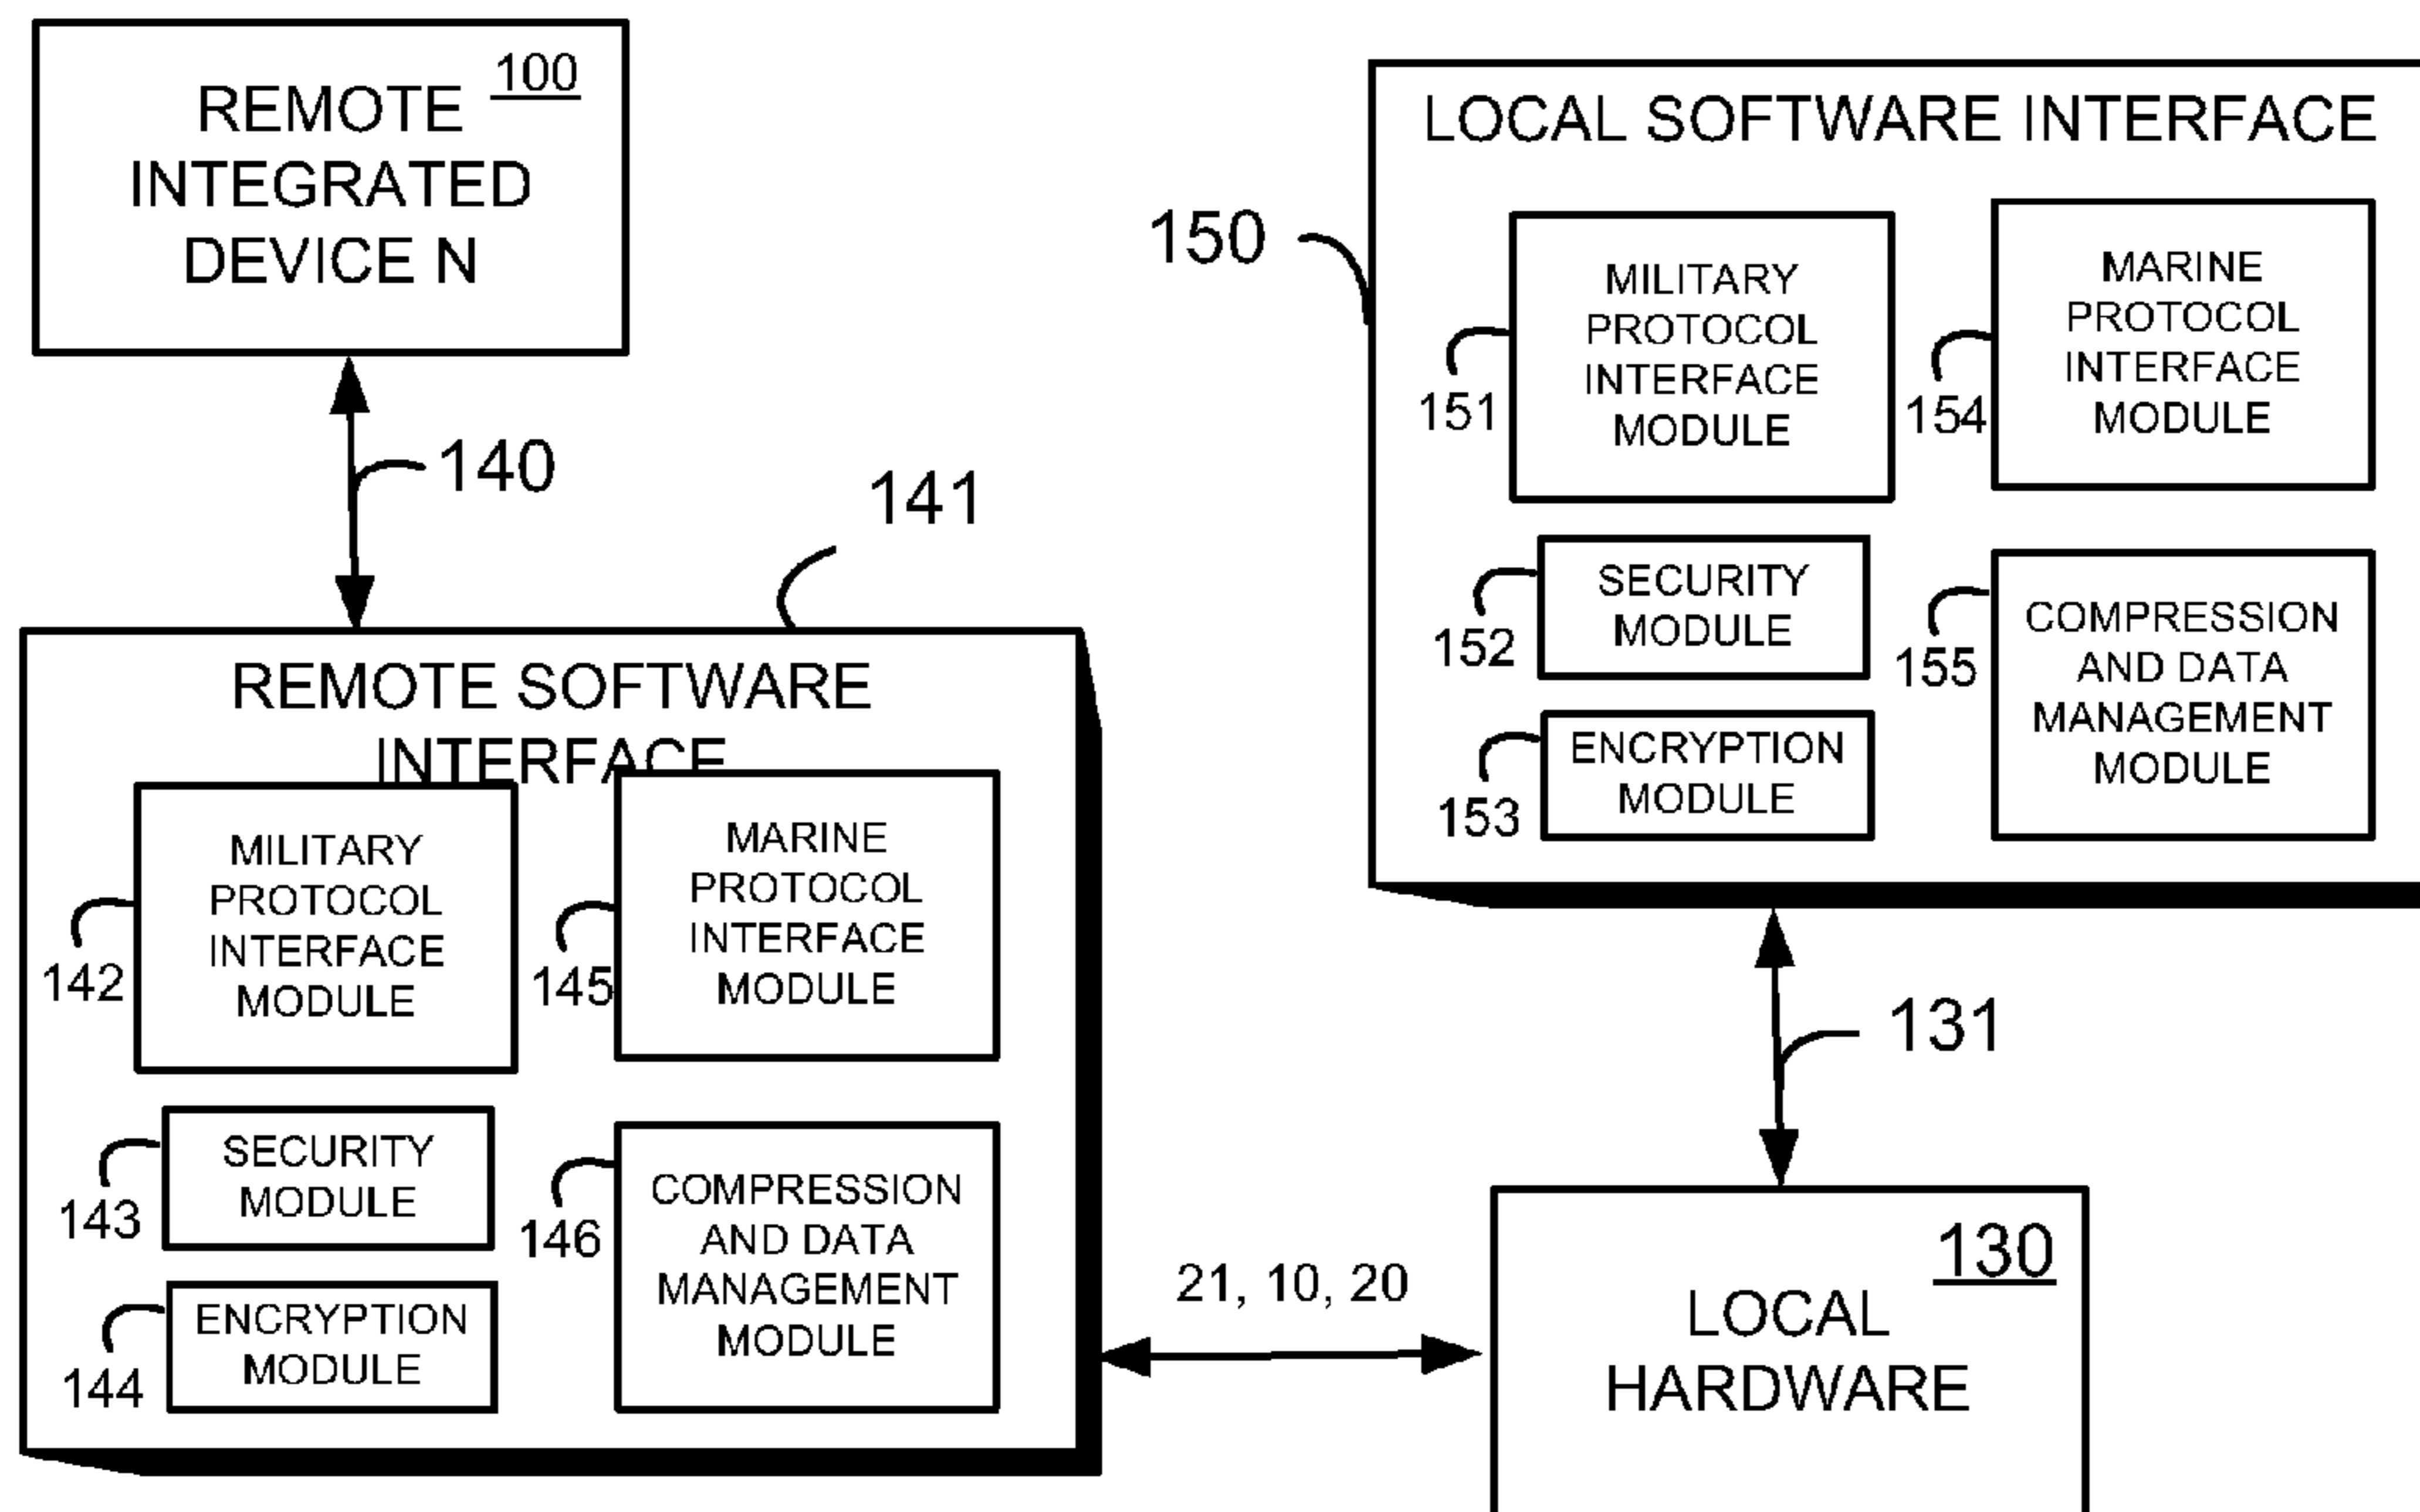 100
REMOTE
INTEGRATED
DEVICE N
140
141
REMOTE SOFTWARE
INTERFACE
MILITARY
PROTOCOL
INTERFACE
MODULE
142
MARINE
PROTOCOL
INTERFACE
MODULE
145
SECURITY
MODULE
143
ENCRYPTION
MODULE
144
COMPRESSION
AND DATA
MANAGEMENT
MODULE
146
21, 10, 20
LOCAL SOFTWARE INTERFACE
150
MILITARY
PROTOCOL
INTERFACE
MODULE
151
MARINE
PROTOCOL
INTERFACE
MODULE
154
SECURITY
MODULE
152
ENCRYPTION
MODULE
153
COMPRESSION
AND DATA
MANAGEMENT
MODULE
155
131
130
LOCAL
HARDWARE